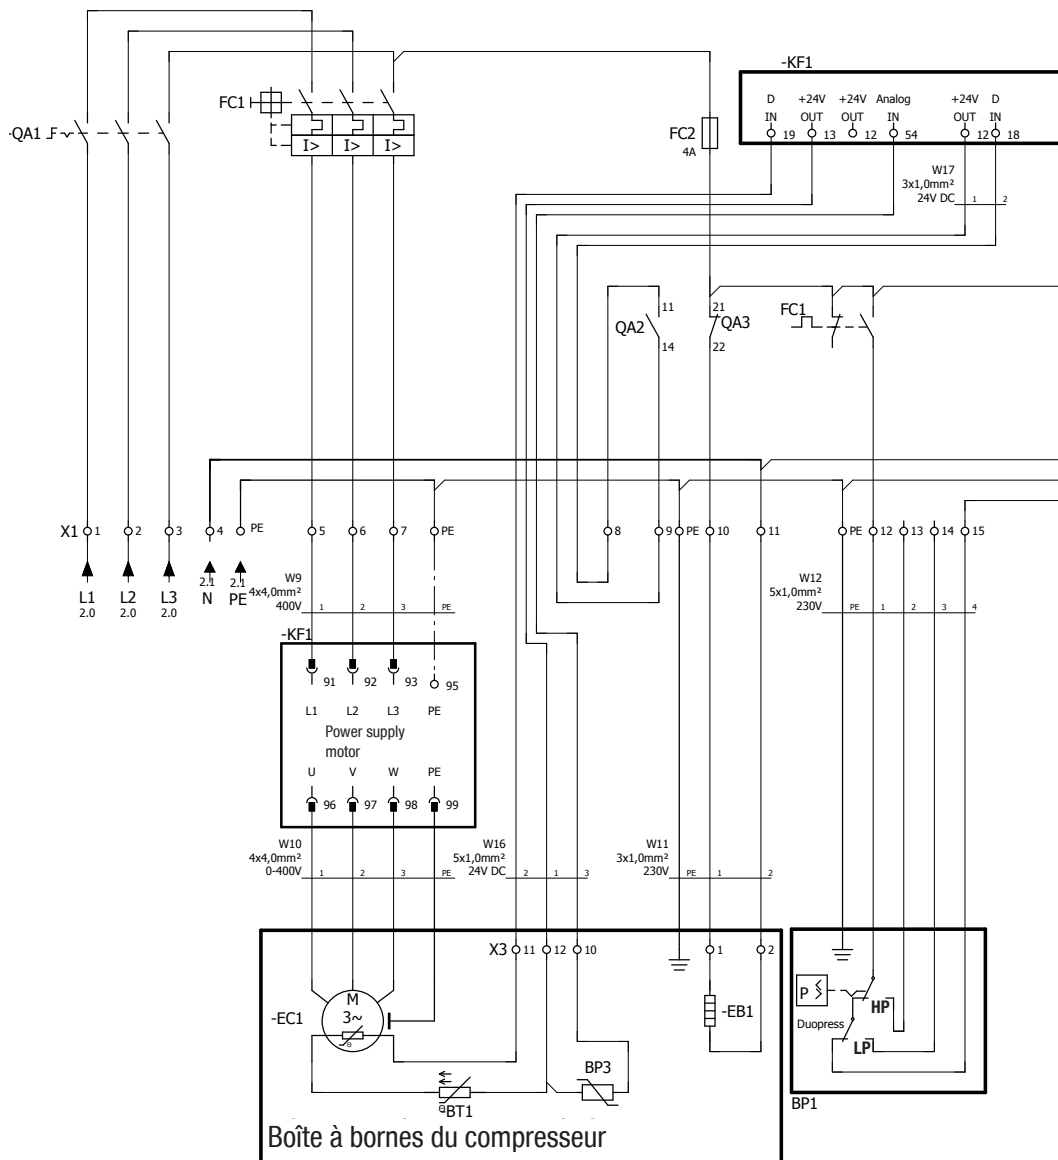 -KF1
D +24V +24V Analog +24V D
IN OUT OUT IN OUT IN
19 13 12 54 12 18
FC1
-QA1
I> I> I>
FC2
4A
W17
3x1,0mm²
24V DC 1 2
11 21
QA2 QA3
14 22
FC1
X1 1 2 3 4 PE 5 6 7 PE 8 9 PE 10 11 PE 12 13 14 15
L1 L2 L3 N PE
2.0 2.0 2.0 2.1 2.1
W9
4x4,0mm²
400V 1 2 3 PE
W12
5x1,0mm²
230V PE 1 2 3 4
-KF1
91 92 93 95
L1 L2 L3 PE
Power supply
motor
U V W PE
96 97 98 99
W10
4x4,0mm²
0-400V 1 2 3 PE
W16
5x1,0mm²
24V DC 2 1 3
W11
3x1,0mm²
230V PE 1 2
X3 11 12 10 1 2
M
3~
-EC1
-EB1
P
HP
Duopress
LP
BP3
BT1
BP1
Boîte à bornes du compresseur